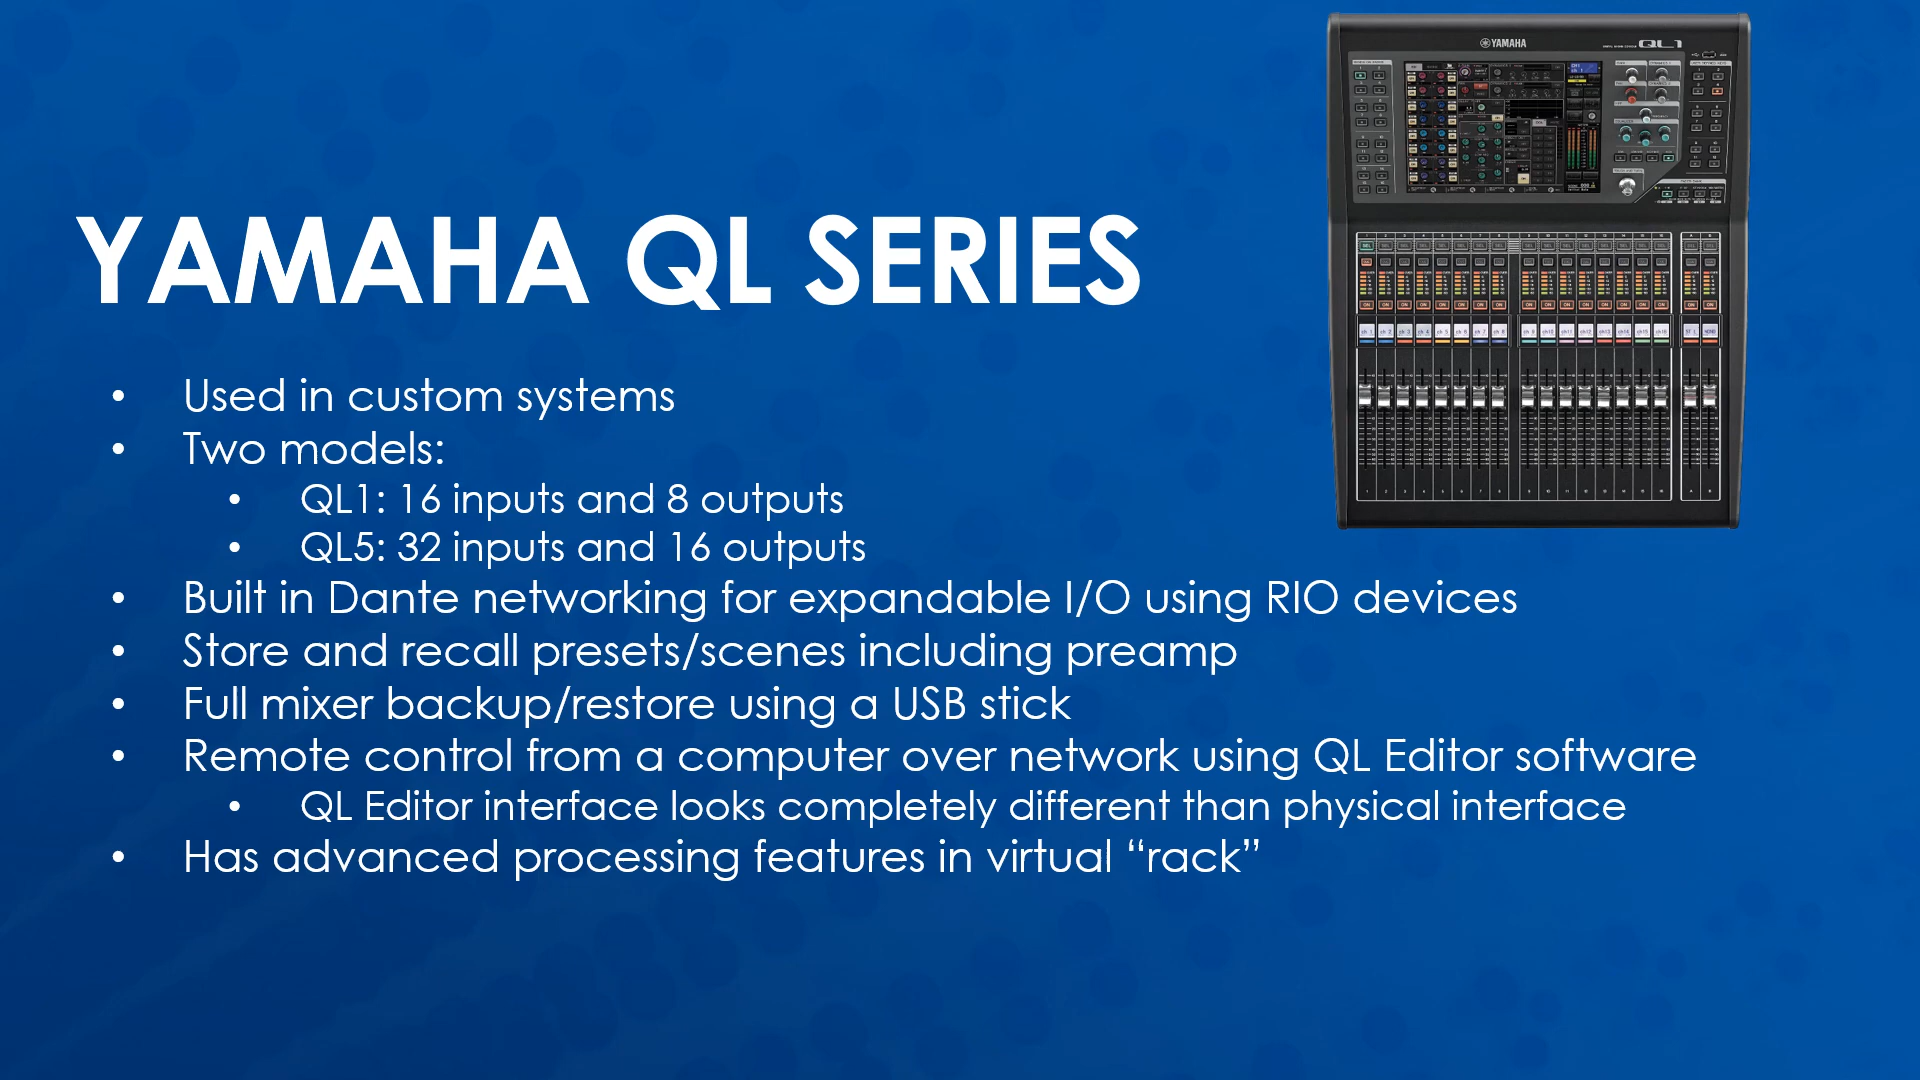 YAMAHA QL1
YAMAHA QL SERIES
• Used in custom systems
• Two models:
• QL1: 16 inputs and 8 outputs
• QL5: 32 inputs and 16 outputs
• Built in Dante networking for expandable I/O using RIO devices
• Store and recall presets/scenes including preamp
• Full mixer backup/restore using a USB stick
• Remote control from a computer over network using QL Editor software
• QL Editor interface looks completely different than physical interface
• Has advanced processing features in virtual “rack”